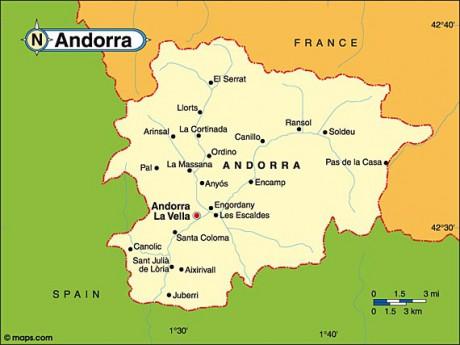 N Andorra
42°40'
FRANCE
El Serrat
Llorts
Ransol
Arinsal
La Cortinada
Canillo
Soldeu
Ordino
Pal
La Massana
ANDORRA
Pas de la Casa
Anyós
Encamp
Andorra
La Vella
Engordany
Les Escaldes
42°30'
Santa Coloma
Canolic
Sant Julià
de Lòria
Aixirivall
SPAIN
Juberri
0 1.5 3 mi
0 1.5 3 km
1°30'
1°40'
© maps.com